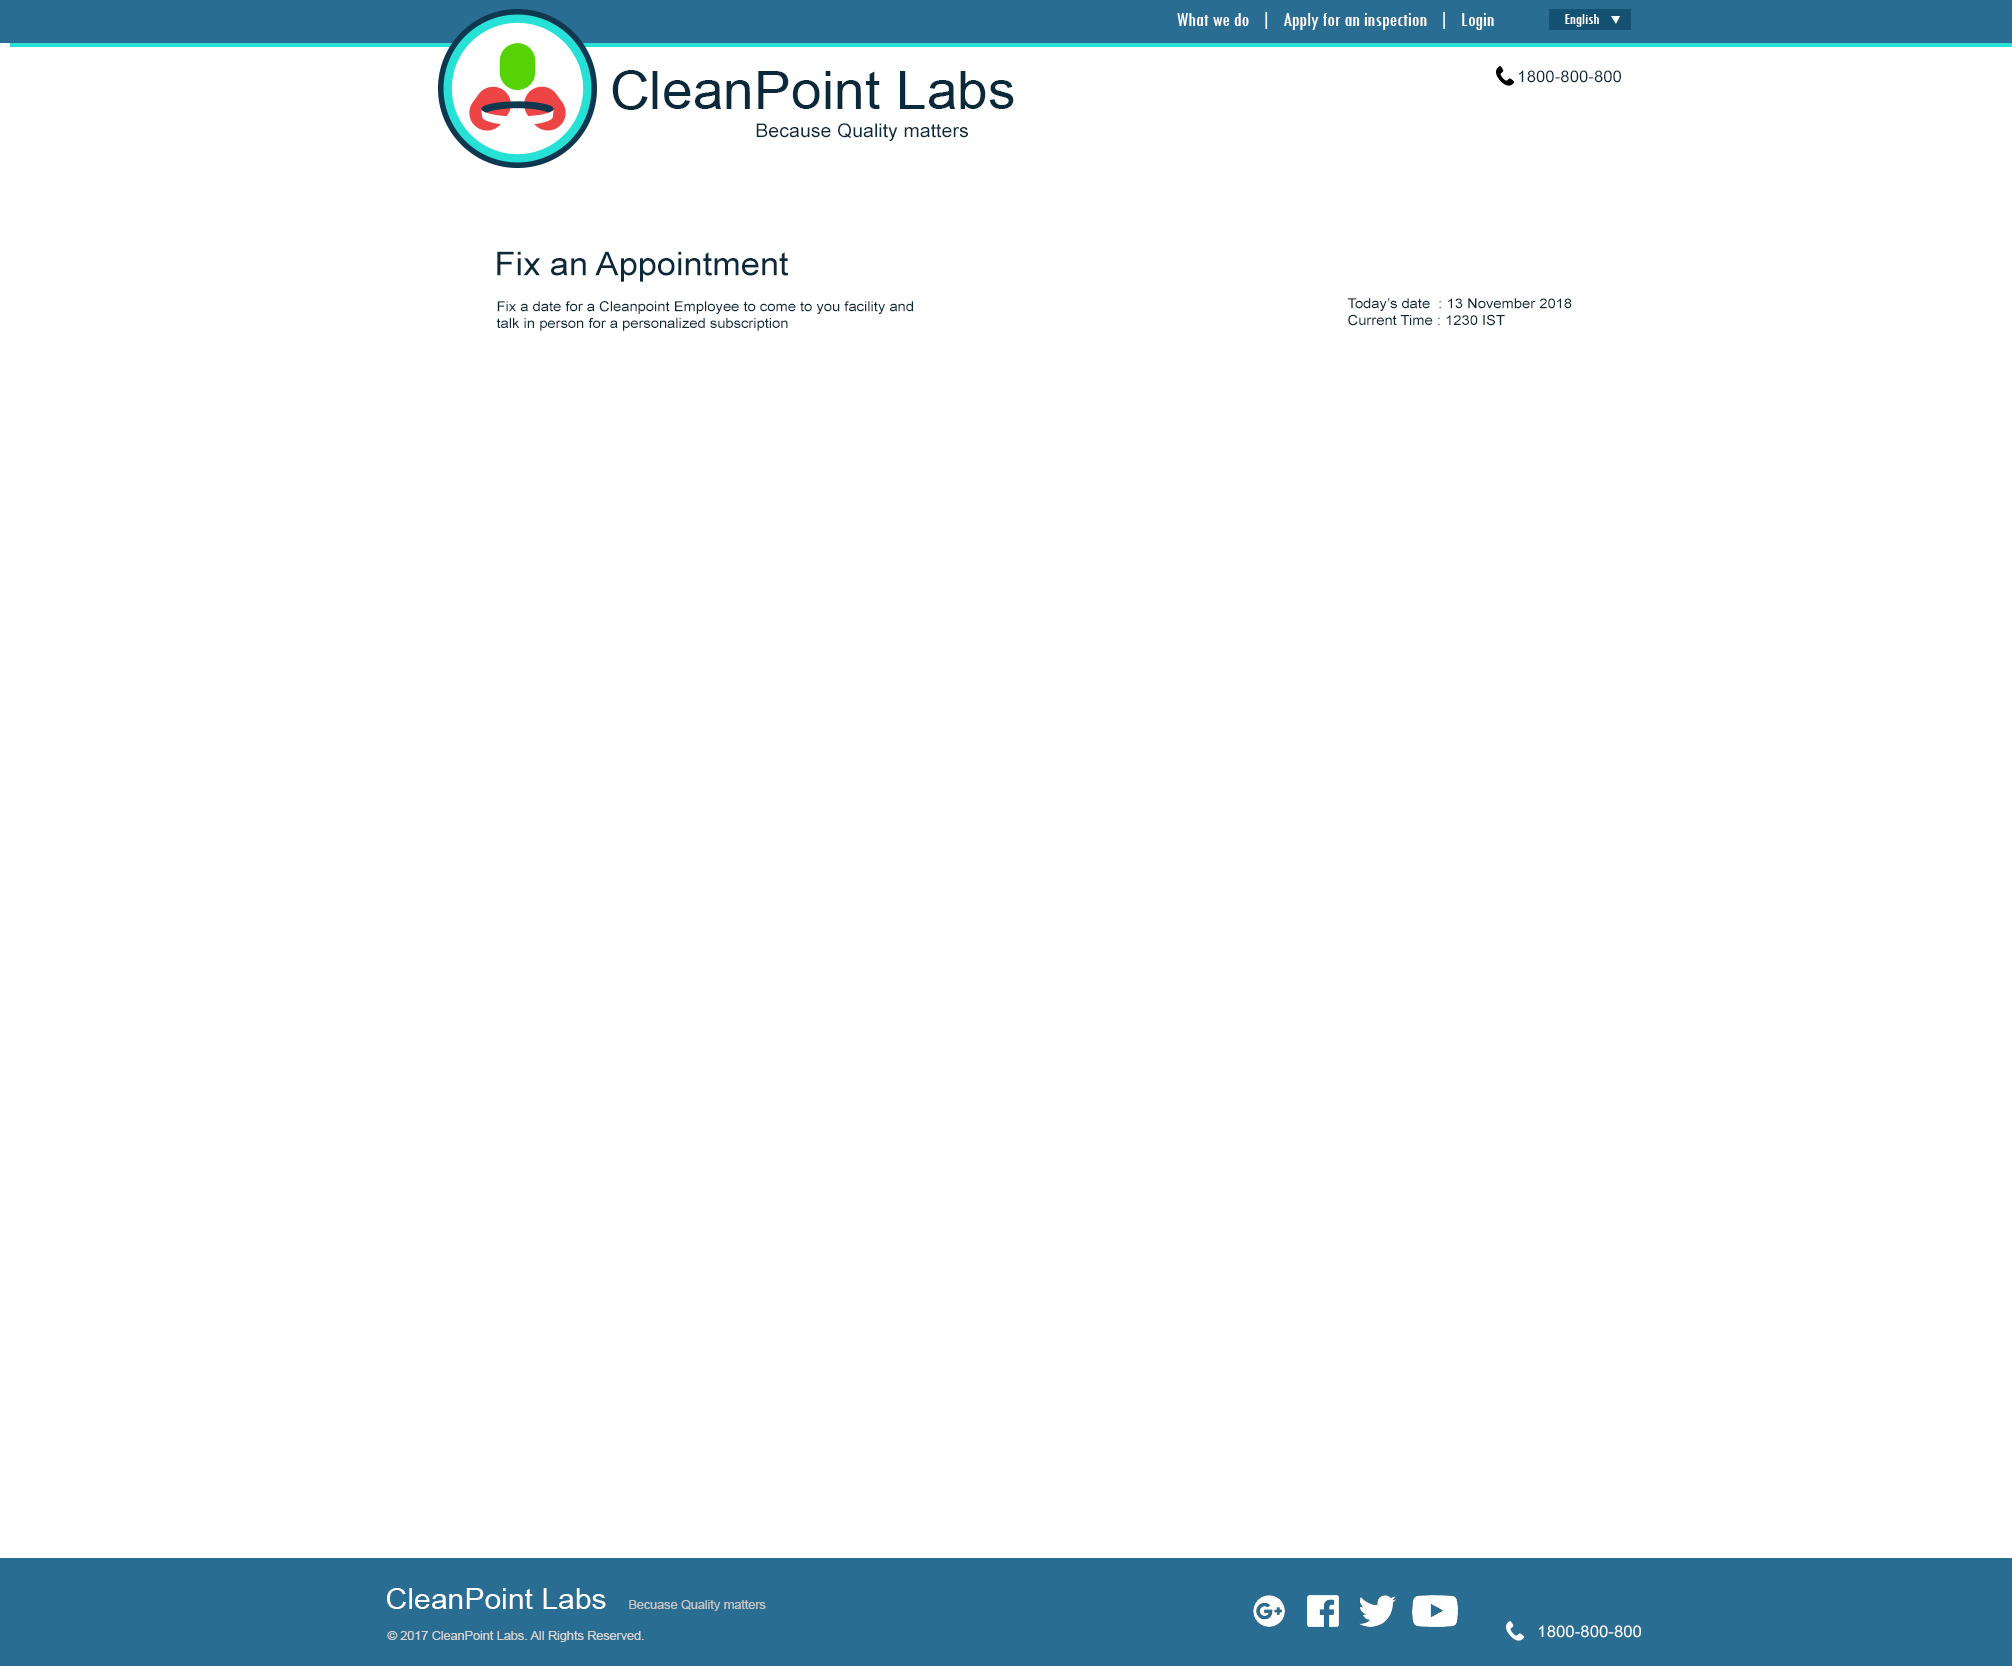 What we do | Apply for an inspection | Login
English
CleanPoint Labs
Because Quality matters
1800-800-800
Fix an Appointment
Fix a date for a Cleanpoint Employee to come to you facility and
talk in person for a personalized subscription
Today’s date : 13 November 2018
Current Time : 1230 IST
CleanPoint Labs
Becuase Quality matters
© 2017 CleanPoint Labs. All Rights Reserved.
G+
1800-800-800